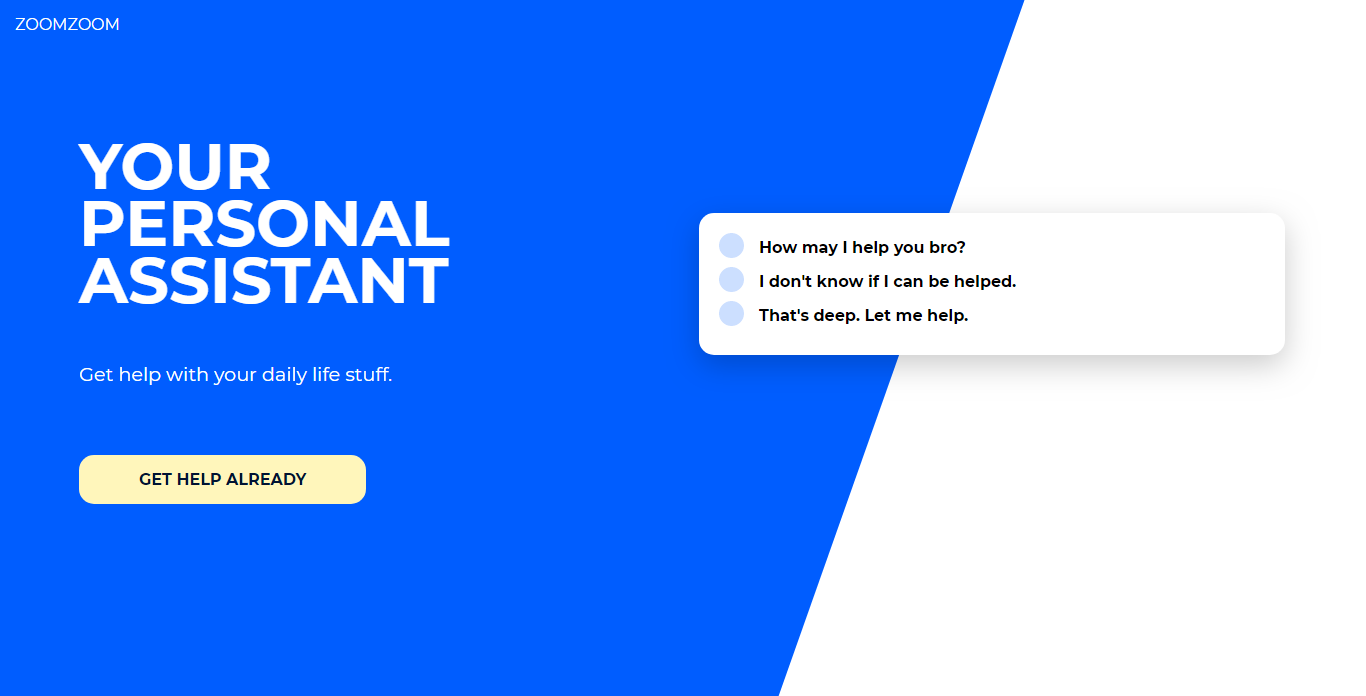 ZOOMZOOM
YOUR
PERSONAL
ASSISTANT
Get help with your daily life stuff.
GET HELP ALREADY
How may I help you bro?
I don't know if I can be helped.
That's deep. Let me help.